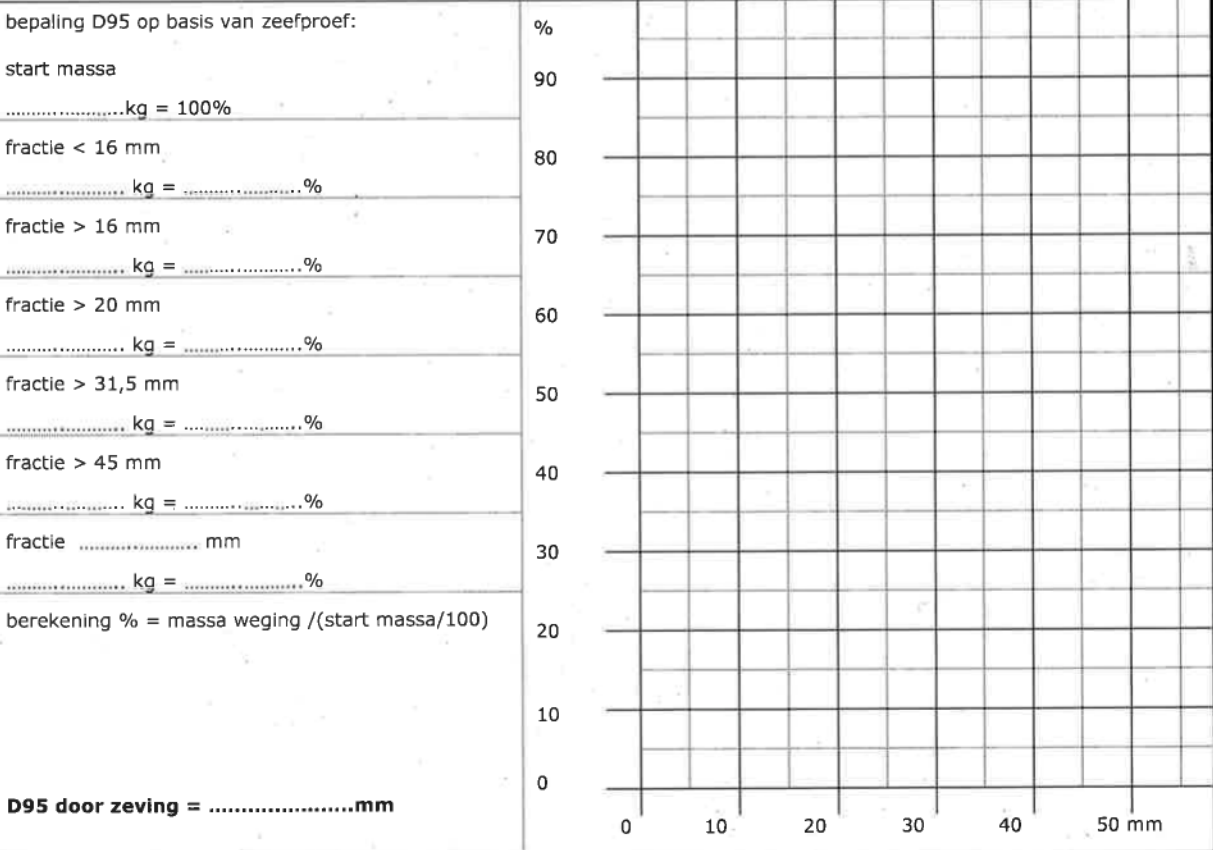 bepaling D95 op basis van zeefproef:
start massa
......................kg = 100%
fractie < 16 mm
...................... kg = ......................%
fractie > 16 mm
...................... kg = ......................%
fractie > 20 mm
...................... kg = ......................%
fractie > 31,5 mm
...................... kg = ......................%
fractie > 45 mm
...................... kg = ......................%
fractie ...................... mm
...................... kg = ......................%
berekening % = massa weging /(start massa/100)
D95 door zeving = ......................mm
%
90
80
70
60
50
40
30
20
10
0
0 10 20 30 40 50 mm